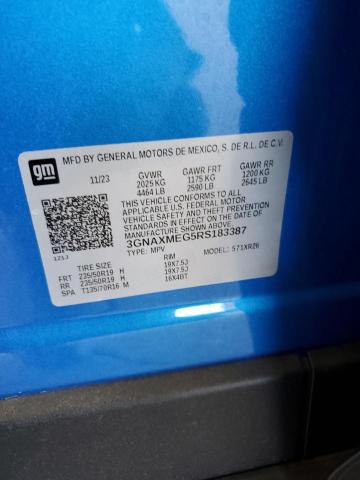 gm
MFD BY GENERAL MOTORS DE MEXICO, S. DE R.L. DE C.V.
11/23 GVWR GAWR FRT GAWR RR
2025 KG 1175 KG 1200 KG
4464 LB 2590 LB 2645 LB
THIS VEHICLE CONFORMS TO ALL
APPLICABLE U.S. FEDERAL MOTOR
VEHICLE SAFETY, BUMPER, AND
THEFT PREVENTION STANDARDS
IN EFFECT ON THE DATE OF
MANUFACTURE SHOWN ABOVE.
3GNAXMEG5RS183387
TYPE: MPV MODEL: 571XR26
TIRE SIZE RIM
FRT 235/50R19 H 19X7.5J
RR 235/50R19 H 19X7.5J
SPA T135/70R16 M 16X4BT